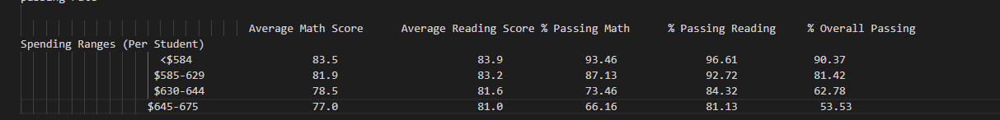 Average Math Score Average Reading Score % Passing Math % Passing Reading % Overall Passing
Spending Ranges (Per Student)
<$584 83.5 83.9 93.46 96.61 90.37
$585-629 81.9 83.2 87.13 92.72 81.42
$630-644 78.5 81.6 73.46 84.32 62.78
$645-675 77.0 81.0 66.16 81.13 53.53